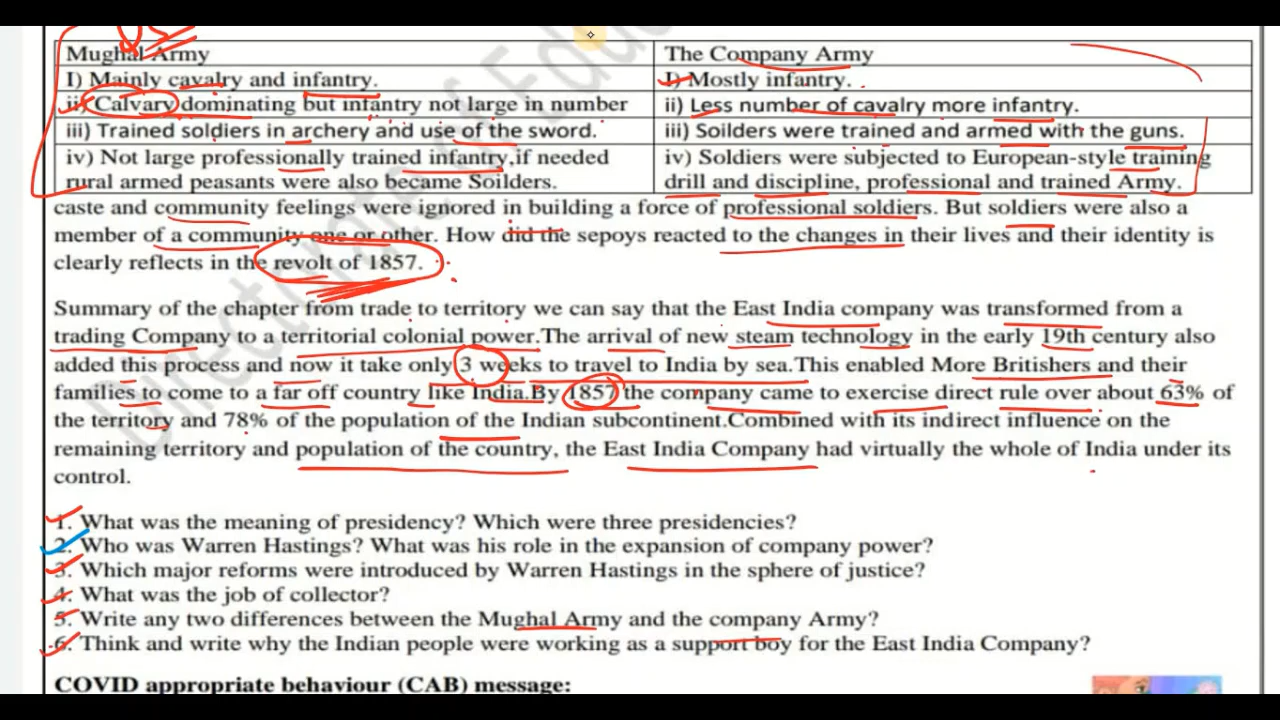 Mughal Army
The Company Army
I) Mainly cavalry and infantry.
I) Mostly infantry.
ii) Calvary dominating but infantry not large in number
ii) Less number of cavalry more infantry.
iii) Trained soldiers in archery and use of the sword.
iii) Soilders were trained and armed with the guns.
iv) Not large professionally trained infantry,if needed
rural armed peasants were also became Soilders.
iv) Soldiers were subjected to European-style training
drill and discipline, professional and trained Army.
caste and community feelings were ignored in building a force of professional soldiers. But soldiers were also a
member of a community one or other. How did the sepoys reacted to the changes in their lives and their identity is
clearly reflects in the revolt of 1857.
Summary of the chapter from trade to territory we can say that the East India company was transformed from a
trading Company to a territorial colonial power.The arrival of new steam technology in the early 19th century also
added this process and now it take only 3 weeks to travel to India by sea.This enabled More Britishers and their
families to come to a far off country like India.By 1857 the company came to exercise direct rule over about 63% of
the territory and 78% of the population of the Indian subcontinent.Combined with its indirect influence on the
remaining territory and population of the country, the East India Company had virtually the whole of India under its
control.
1. What was the meaning of presidency? Which were three presidencies?
2. Who was Warren Hastings? What was his role in the expansion of company power?
3. Which major reforms were introduced by Warren Hastings in the sphere of justice?
4. What was the job of collector?
5. Write any two differences between the Mughal Army and the company Army?
6. Think and write why the Indian people were working as a support boy for the East India Company?
COVID appropriate behaviour (CAB) message:
Directorate of Edu